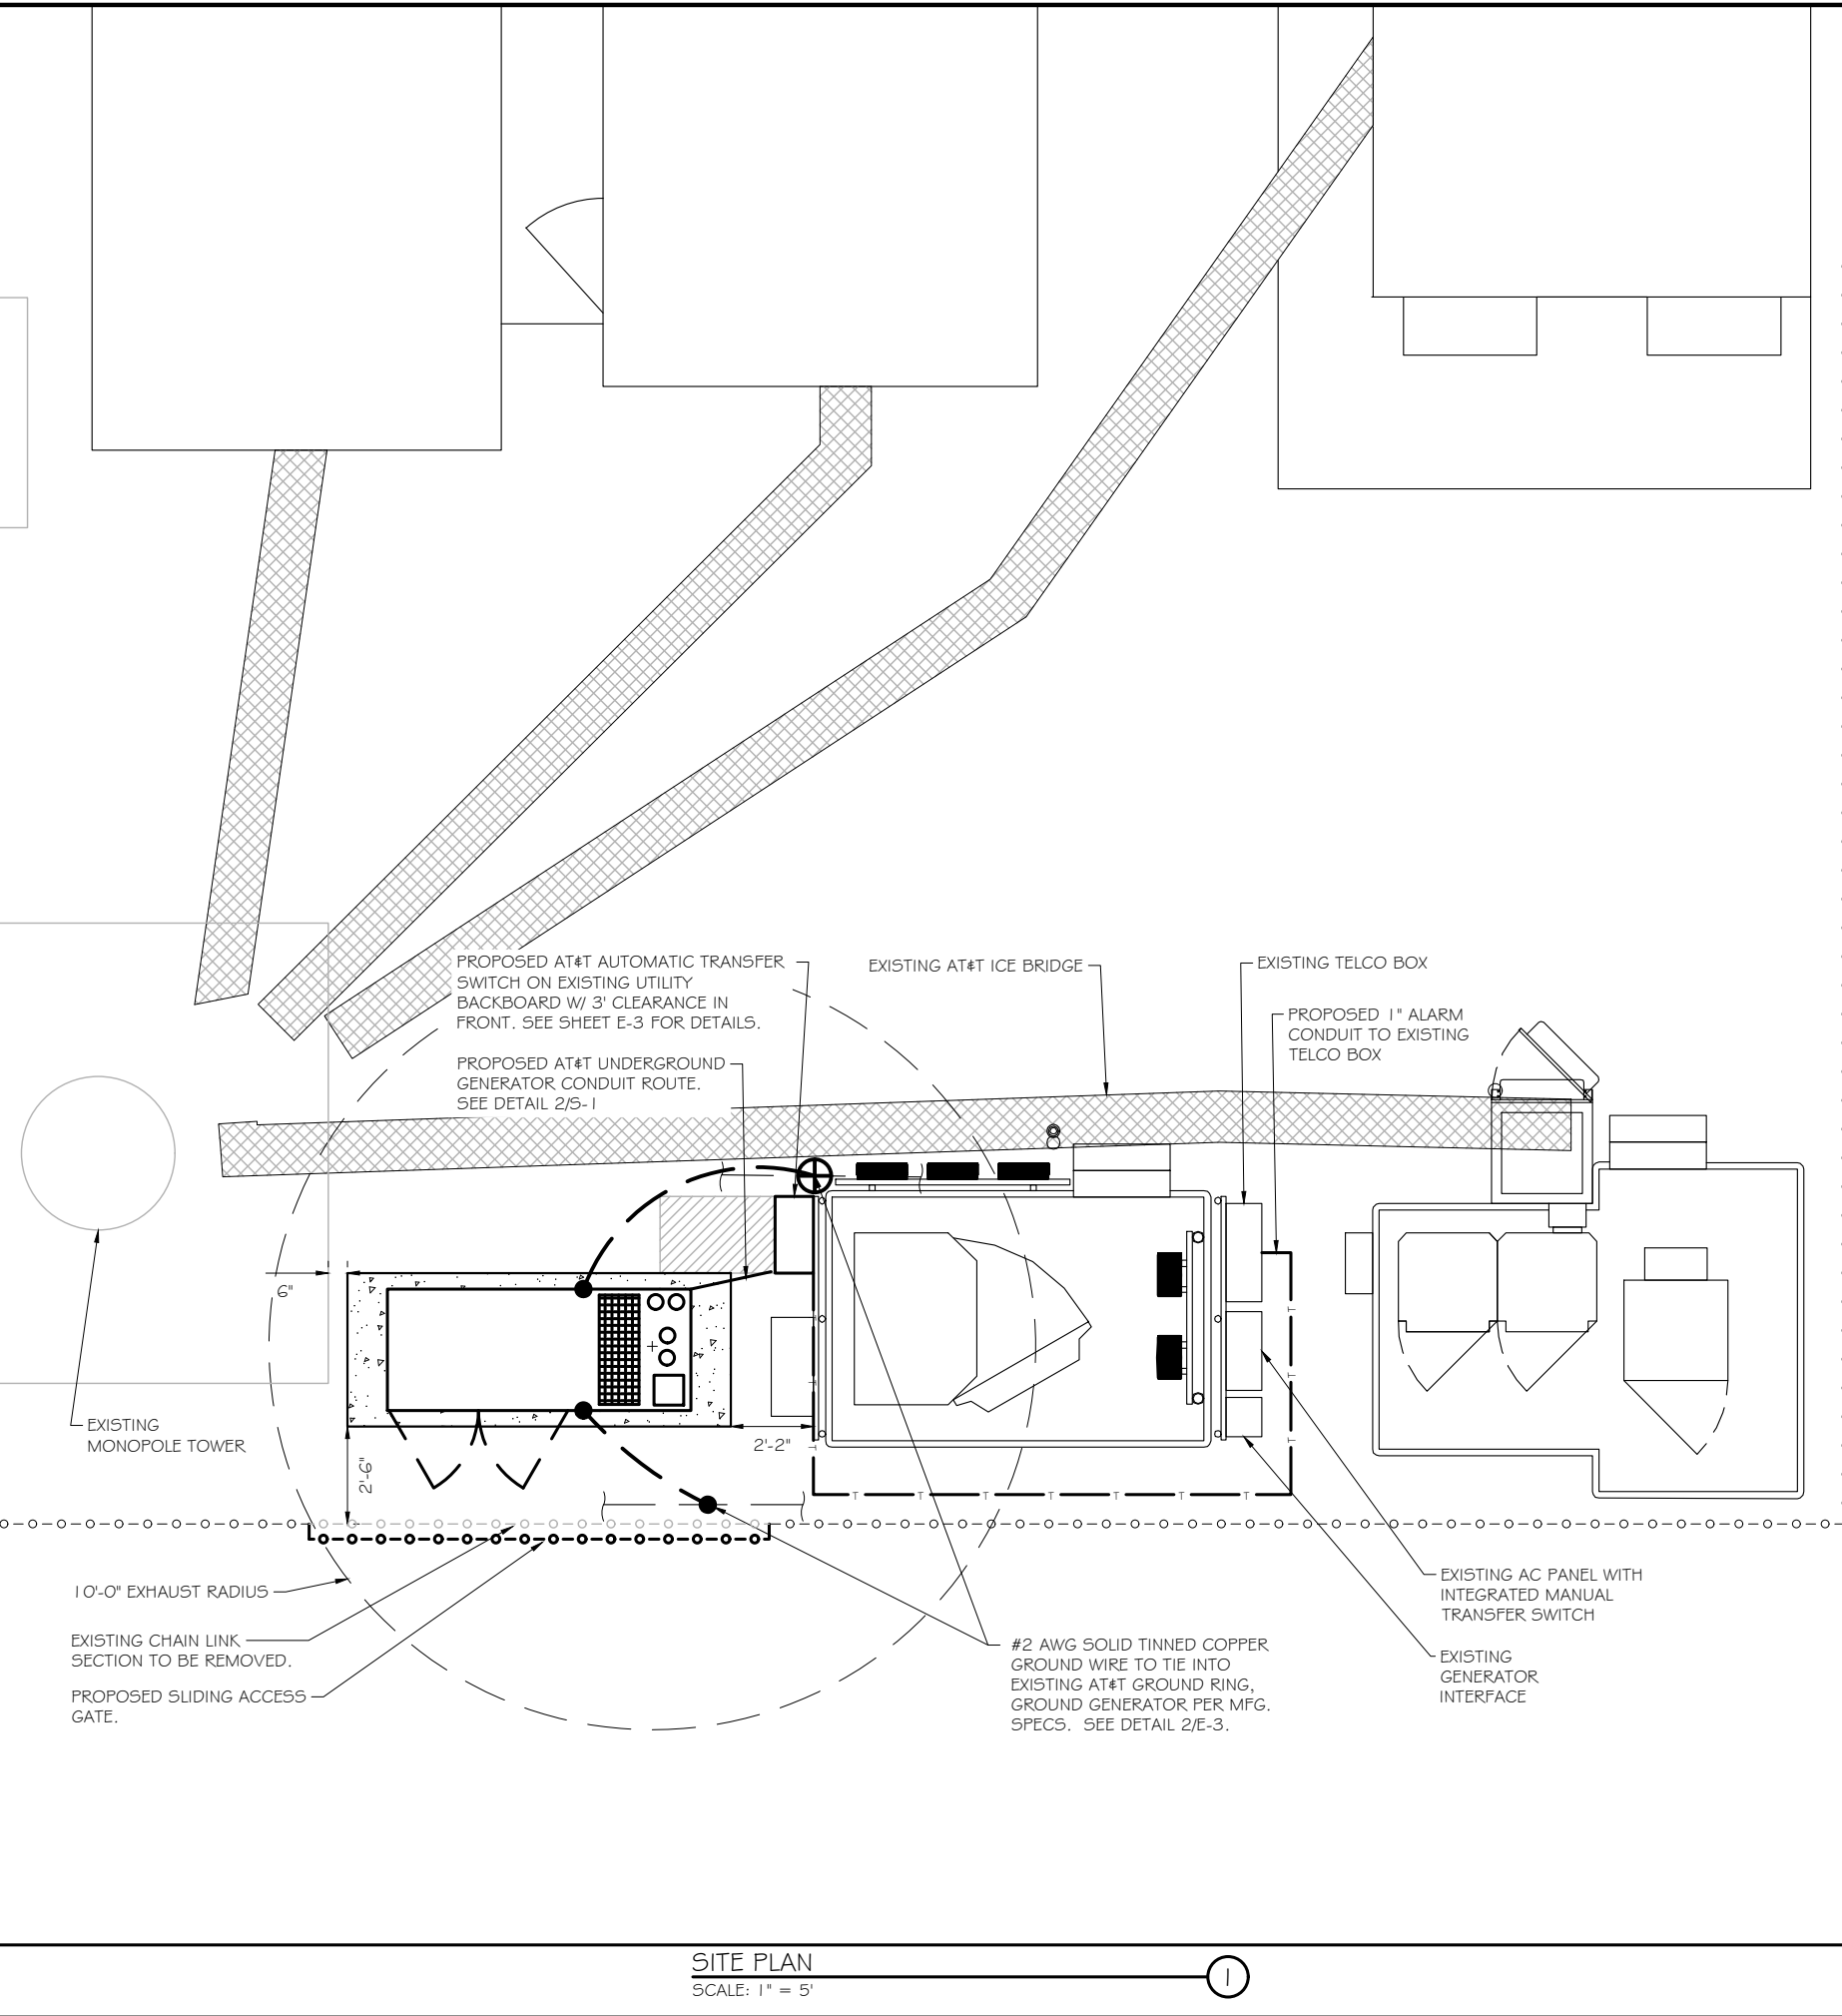 PROPOSED AT&T AUTOMATIC TRANSFER
SWITCH ON EXISTING UTILITY
BACKBOARD W/ 3' CLEARANCE IN
FRONT. SEE SHEET E-3 FOR DETAILS.
EXISTING AT&T ICE BRIDGE
EXISTING TELCO BOX
PROPOSED 1" ALARM
CONDUIT TO EXISTING
TELCO BOX
PROPOSED AT&T UNDERGROUND
GENERATOR CONDUIT ROUTE.
SEE DETAIL 2/S-1
6"
2'-2"
2'-6"
EXISTING
MONOPOLE TOWER
T
T
T
T
T
T
T
T
T
T
T
T
T
T
10'-0" EXHAUST RADIUS
EXISTING CHAIN LINK
SECTION TO BE REMOVED.
PROPOSED SLIDING ACCESS
GATE.
#2 AWG SOLID TINNED COPPER
GROUND WIRE TO TIE INTO
EXISTING AT&T GROUND RING,
GROUND GENERATOR PER MFG.
SPECS. SEE DETAIL 2/E-3.
EXISTING AC PANEL WITH
INTEGRATED MANUAL
TRANSFER SWITCH
EXISTING
GENERATOR
INTERFACE
SITE PLAN
SCALE: 1" = 5'
1